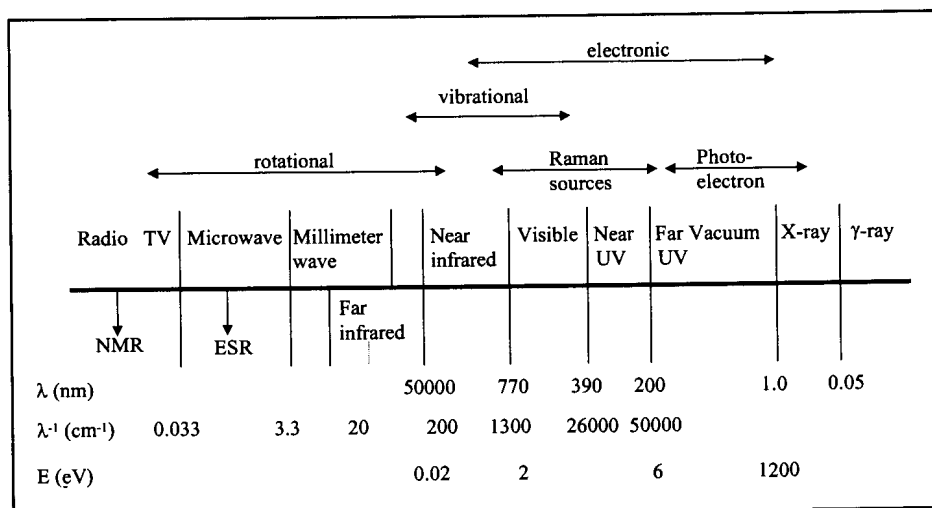 electronic
vibrational
rotational
Raman sources
Photo-electron
Radio TV Microwave Millimeter wave Near infrared Visible Near UV Far Vacuum UV X-ray γ-ray
Far infrared
NMR ESR
λ (nm) 50000 770 390 200 1.0 0.05
λ⁻¹ (cm⁻¹) 0.033 3.3 20 200 1300 26000 50000
E (eV) 0.02 2 6 1200